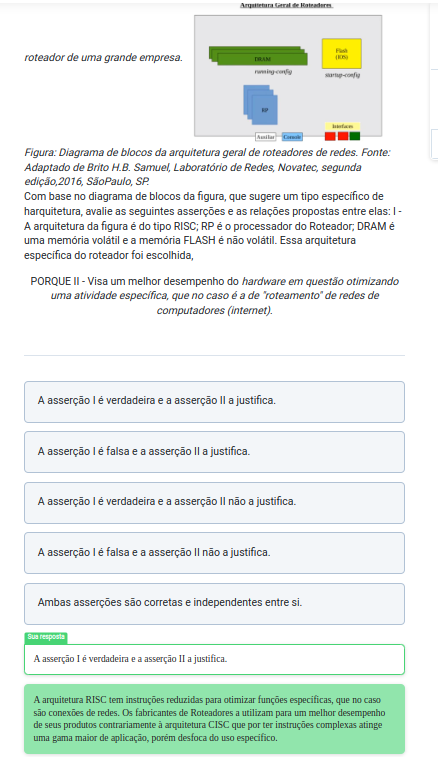 Arquitetura Geral de Roteadores
Flash
(IOS)
DRAM
roteador de uma grande empresa.
running-config
startup-config
RP
Interfaces
Auxiliar
Console
Figura: Diagrama de blocos da arquitetura geral de roteadores de redes. Fonte:
Adaptado de Brito H.B. Samuel, Laboratório de Redes, Novatec, segunda
edição,2016, SãoPaulo, SP.
Com base no diagrama de blocos da figura, que sugere um tipo específico de
harquitetura, avalie as seguintes asserções e as relações propostas entre elas: I -
A arquitetura da figura é do tipo RISC; RP é o processador do Roteador; DRAM é
uma memória volátil e a memória FLASH é não volátil. Essa arquitetura
específica do roteador foi escolhida,
PORQUE II - Visa um melhor desempenho do hardware em questão otimizando
uma atividade específica, que no caso é a de "roteamento" de redes de
computadores (internet).
A asserção I é verdadeira e a asserção II a justifica.
A asserção I é falsa e a asserção II a justifica.
A asserção I é verdadeira e a asserção II não a justifica.
A asserção I é falsa e a asserção II não a justifica.
Ambas asserções são corretas e independentes entre si.
Sua resposta
A asserção I é verdadeira e a asserção II a justifica.
A arquitetura RISC tem instruções reduzidas para otimizar funções específicas, que no caso
são conexões de redes. Os fabricantes de Roteadores a utilizam para um melhor desempenho
de seus produtos contrariamente à arquitetura CISC que por ter instruções complexas atinge
uma gama maior de aplicação, porém desfoca do uso específico.